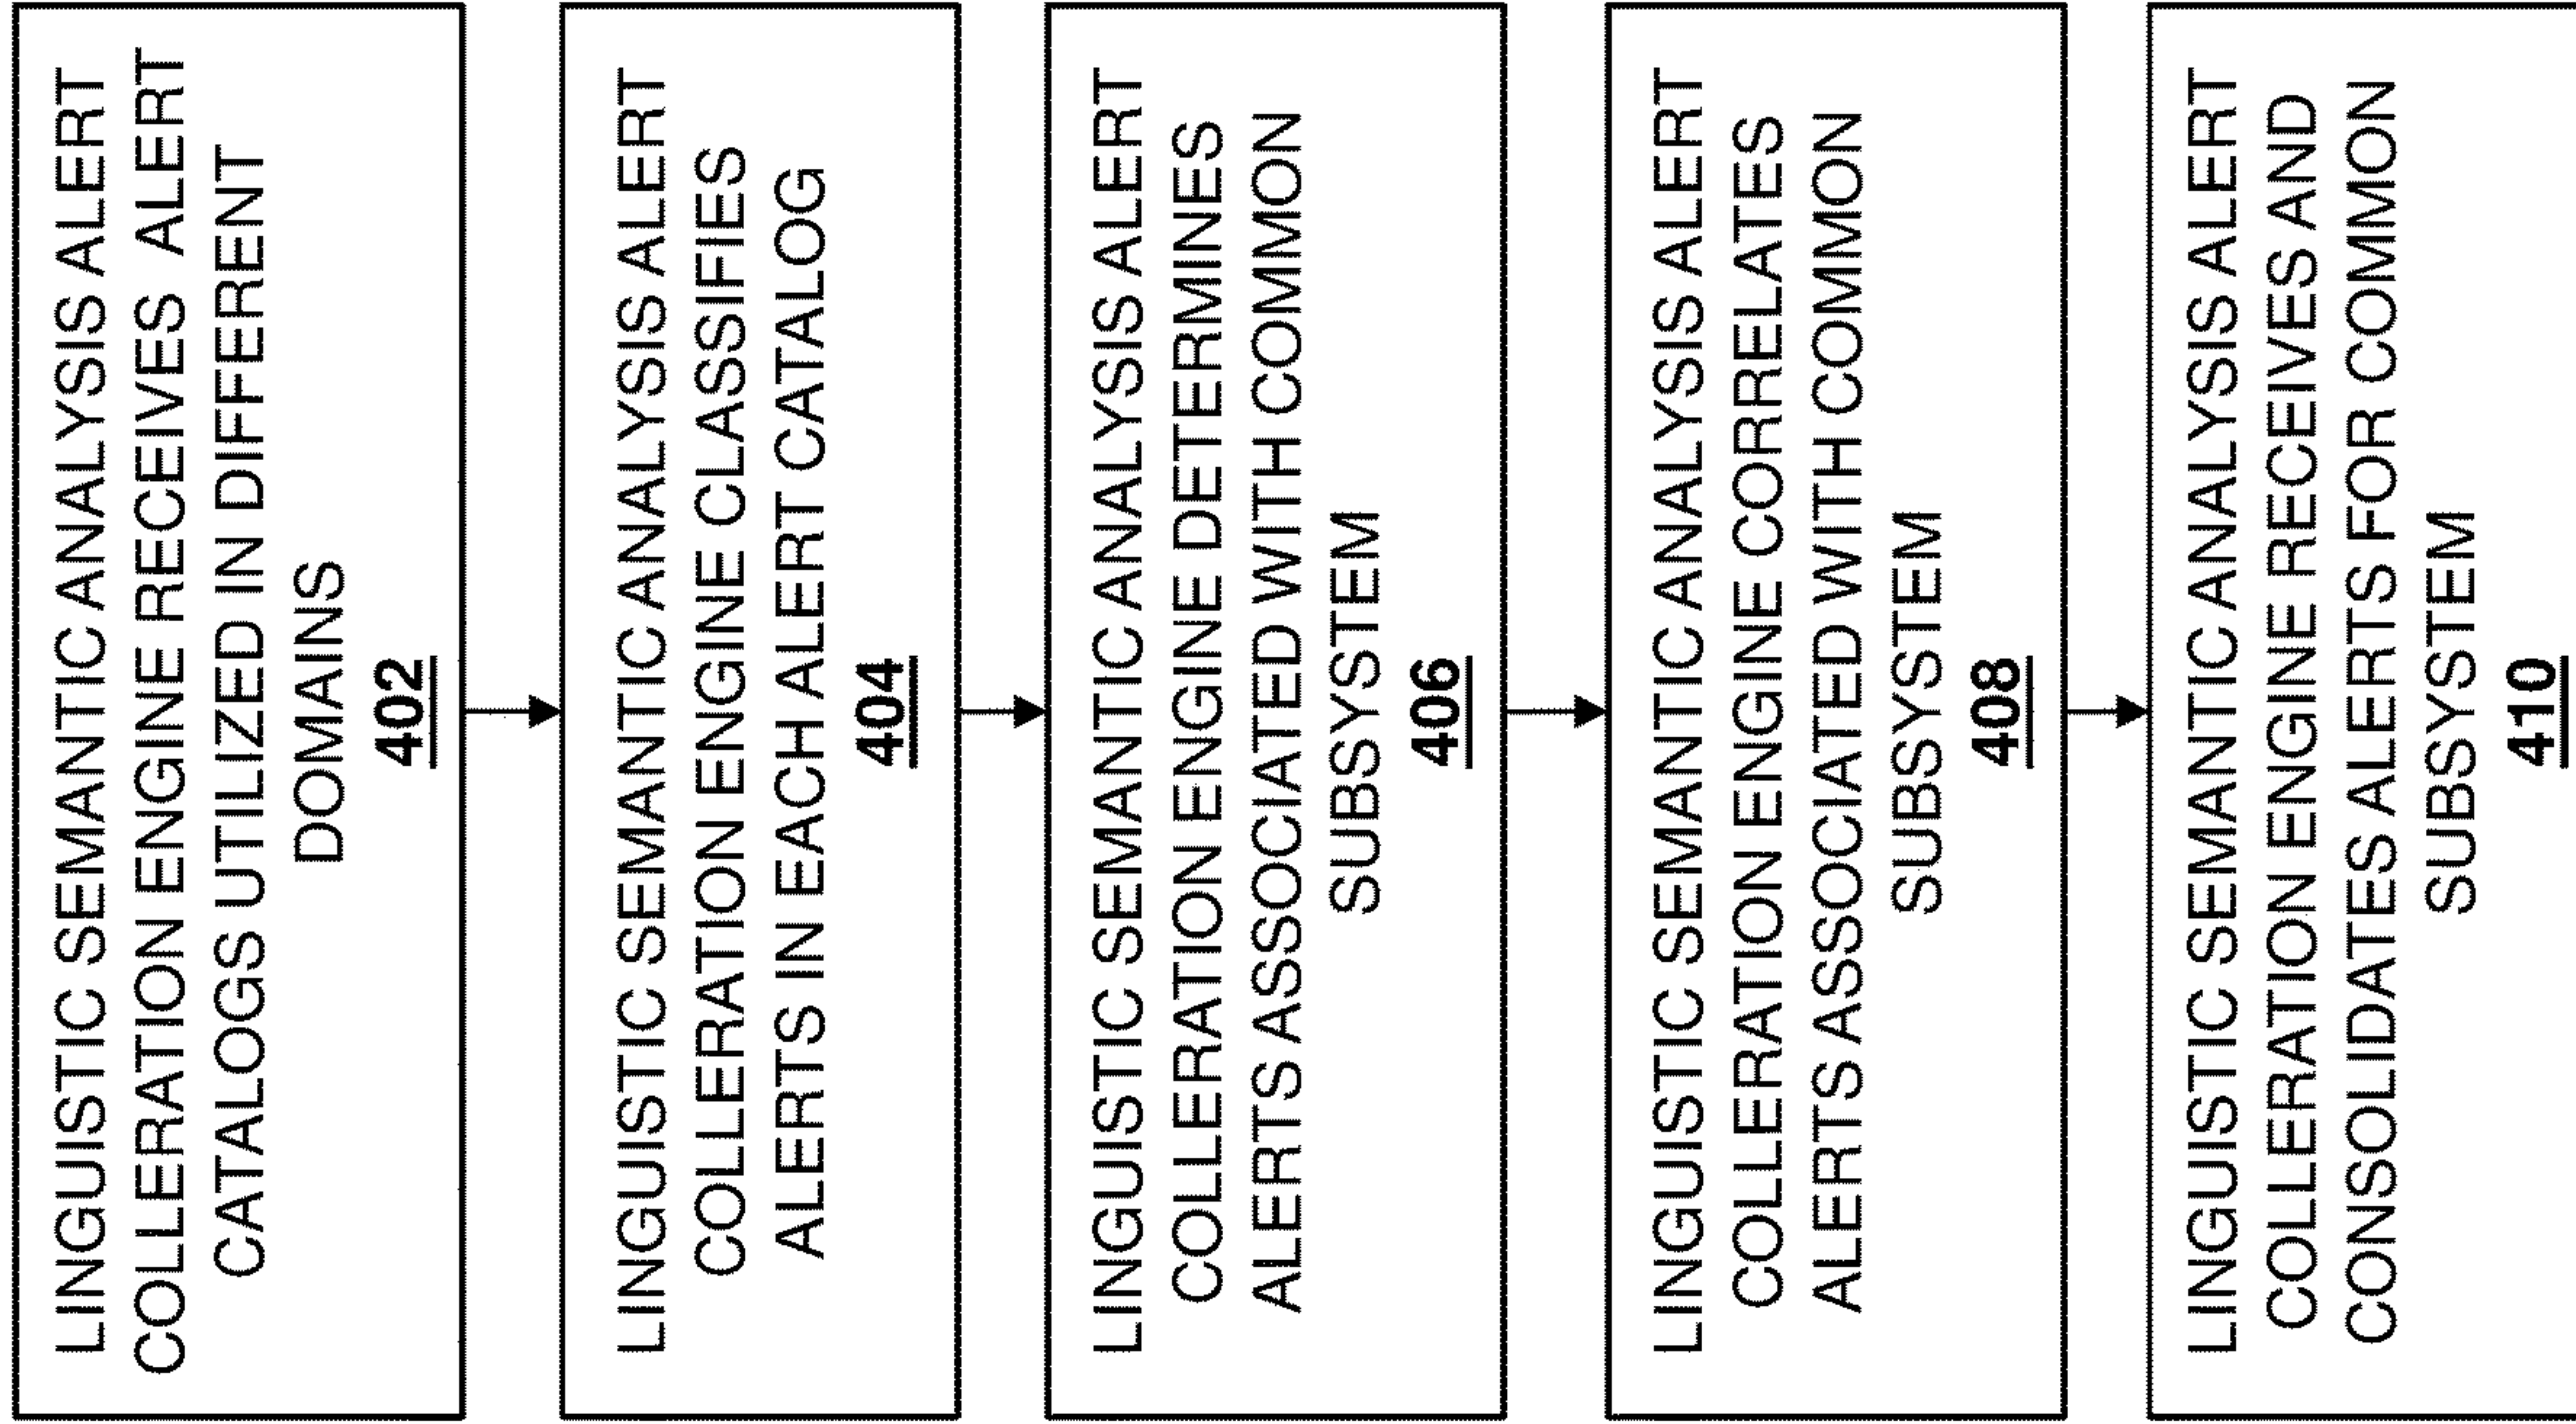 LINGUISTIC SEMANTIC ANALYSIS ALERT
COLLERATION ENGINE RECEIVES ALERT
CATALOGS UTILIZED IN DIFFERENT
DOMAINS
402
LINGUISTIC SEMANTIC ANALYSIS ALERT
COLLERATION ENGINE CLASSIFIES
ALERTS IN EACH ALERT CATALOG
404
LINGUISTIC SEMANTIC ANALYSIS ALERT
COLLERATION ENGINE DETERMINES
ALERTS ASSOCIATED WITH COMMON
SUBSYSTEM
406
LINGUISTIC SEMANTIC ANALYSIS ALERT
COLLERATION ENGINE CORRELATES
ALERTS ASSOCIATED WITH COMMON
SUBSYSTEM
408
LINGUISTIC SEMANTIC ANALYSIS ALERT
COLLERATION ENGINE RECEIVES AND
CONSOLIDATES ALERTS FOR COMMON
SUBSYSTEM
410